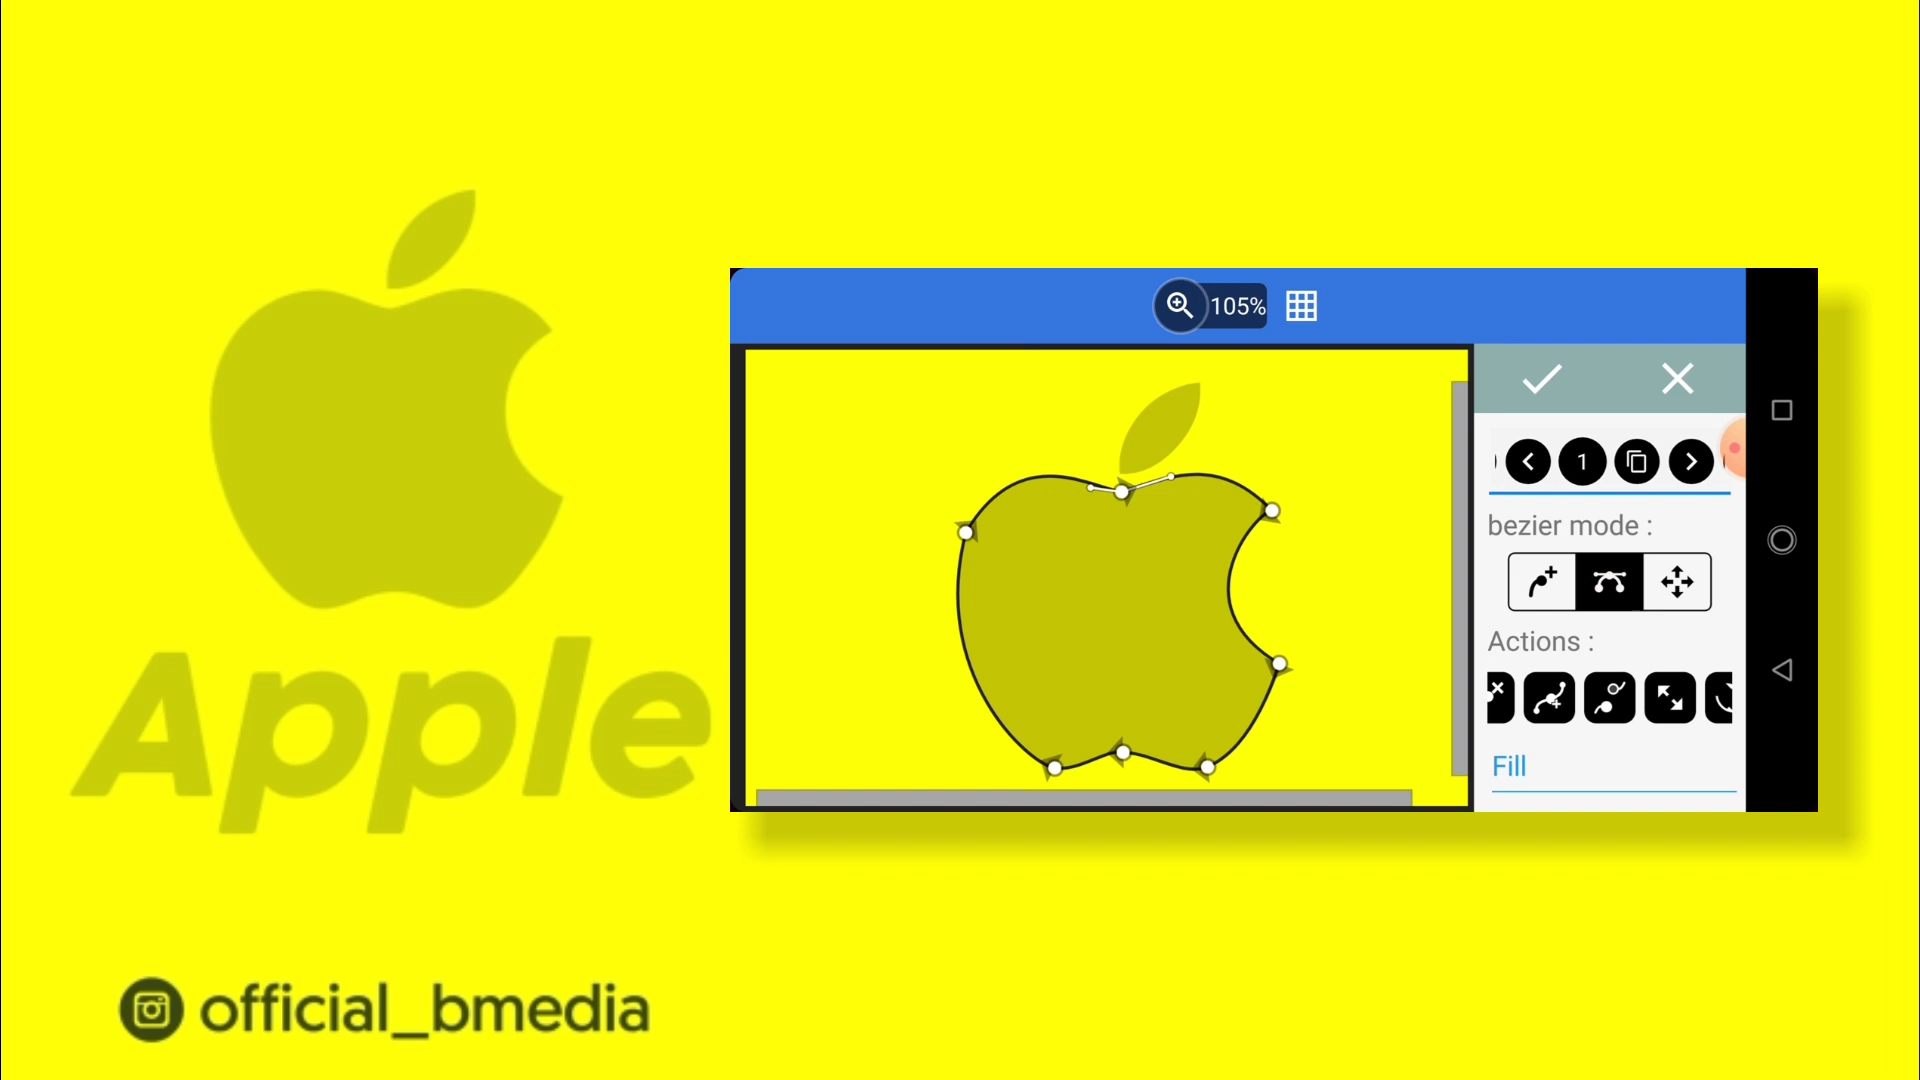 Apple
official_bmedia
105%
1
bezier mode :
Actions :
Fill